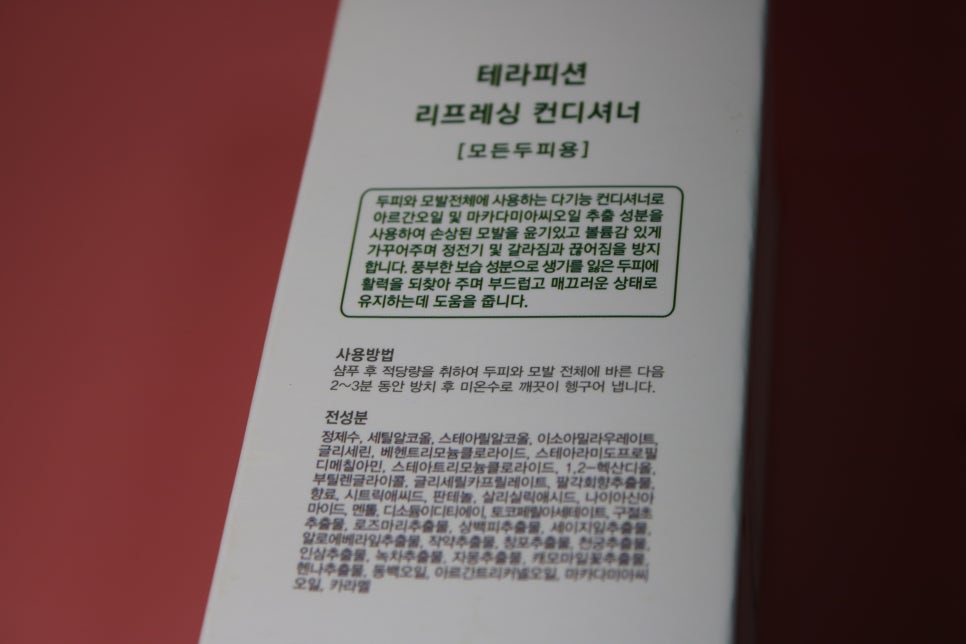 테라피션
리프레싱 컨디셔너
[모든두피용]
두피와 모발전체에 사용하는 다기능 컨디셔너로
아르간오일 및 마카다미아씨오일 추출 성분을
사용하여 손상된 모발을 윤기있고 볼륨감 있게
가꾸어주며 정전기 및 갈라짐과 끊어짐을 방지
합니다. 풍부한 보습 성분으로 생기를 잃은 두피에
활력을 되찾아 주며 부드럽고 매끄러운 상태로
유지하는데 도움을 줍니다.
사용방법
샴푸 후 적당량을 취하여 두피와 모발 전체에 바른 다음
2~3분 동안 방치 후 미온수로 깨끗이 헹구어 냅니다.
전성분
정제수, 세틸알코올, 스테아릴알코올, 이소아밀라우레이트,
글리세린, 베헨트리모늄클로라이드, 스테아라미도프로필
디메칠아민, 스테아트리모늄클로라이드, 1,2-헥산디올,
부틸렌글라이콜, 글리세릴카프릴레이트, 팔각회향추출물,
향료, 시트릭애씨드, 판테놀, 살리실릭애시드, 나이아신아
마이드, 멘톨, 디소듐이디티에이, 토코페릴아세테이트, 구절초
추출물, 로즈마리추출물, 상백피추출물, 세이지잎추출물,
알로에베라잎추출물, 작약추출물, 창포추출물, 천궁추출물,
인삼추출물, 녹차추출물, 자몽추출물, 캐모마일꽃추출물,
헨나추출물, 동백오일, 아르간트리커넬오일, 마카다미아씨
오일, 카라멜